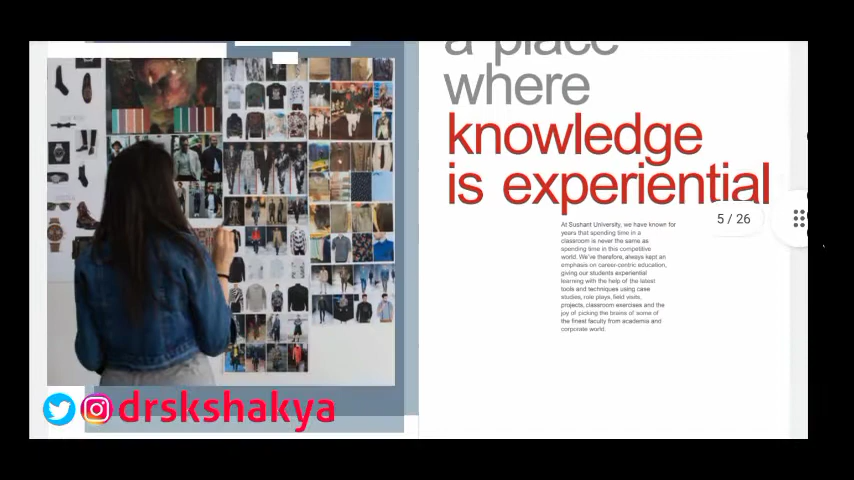 a place
where
knowledge
is experiential
5 / 26
At Sushant University, we have known for
years that spending time in a
classroom is never the same as
spending time in this competitive
world. We've therefore, always kept an
emphasis on career-centric education,
giving our students experiential
learning with the help of the latest
tools and techniques using case
studies, role plays, field visits,
projects, classroom exercises and the
joy of picking the brains of some of
the finest faculty from academia and
corporate world.
drskshakya